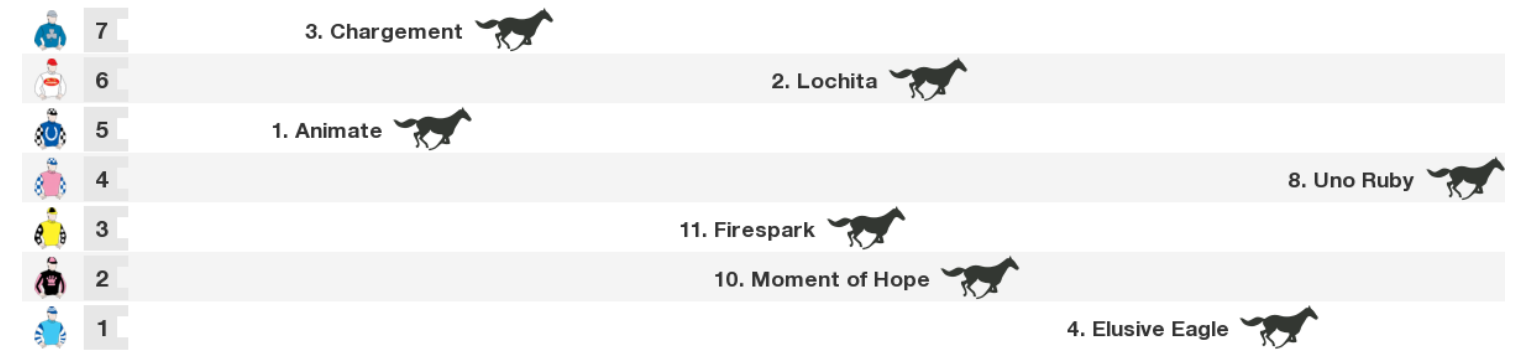 7 3. Chargement
6 2. Lochita
5 1. Animate
4 8. Uno Ruby
3 11. Firespark
2 10. Moment of Hope
1 4. Elusive Eagle